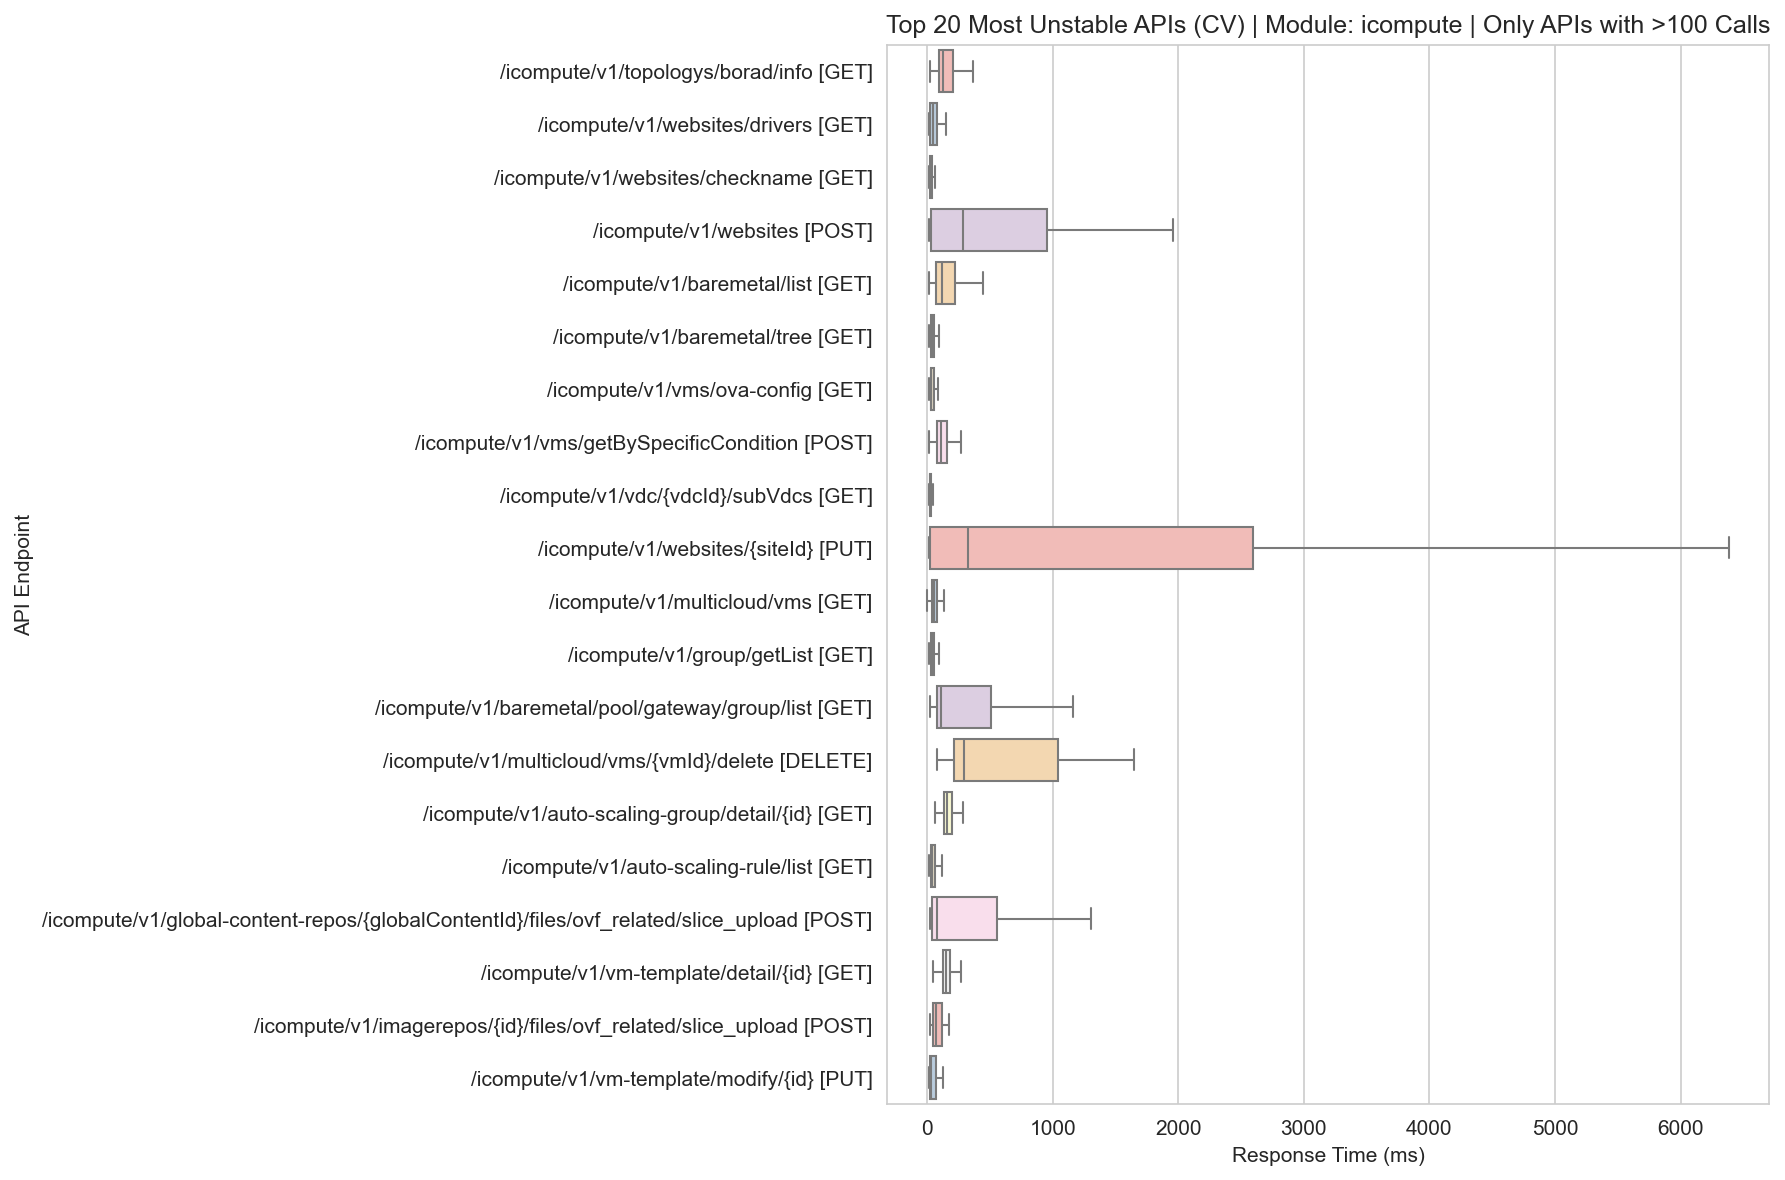 Top 20 Most Unstable APIs (CV) | Module: icompute | Only APIs with >100 Calls
/icompute/v1/topologys/borad/info [GET]
/icompute/v1/websites/drivers [GET]
/icompute/v1/websites/checkname [GET]
/icompute/v1/websites [POST]
/icompute/v1/baremetal/list [GET]
/icompute/v1/baremetal/tree [GET]
/icompute/v1/vms/ova-config [GET]
/icompute/v1/vms/getBySpecificCondition [POST]
/icompute/v1/vdc/{vdcId}/subVdcs [GET]
/icompute/v1/websites/{siteId} [PUT]
/icompute/v1/multicloud/vms [GET]
/icompute/v1/group/getList [GET]
/icompute/v1/baremetal/pool/gateway/group/list [GET]
/icompute/v1/multicloud/vms/{vmId}/delete [DELETE]
/icompute/v1/auto-scaling-group/detail/{id} [GET]
/icompute/v1/auto-scaling-rule/list [GET]
/icompute/v1/global-content-repos/{globalContentId}/files/ovf_related/slice_upload [POST]
/icompute/v1/vm-template/detail/{id} [GET]
/icompute/v1/imagerepos/{id}/files/ovf_related/slice_upload [POST]
/icompute/v1/vm-template/modify/{id} [PUT]
API Endpoint
0 1000 2000 3000 4000 5000 6000
Response Time (ms)